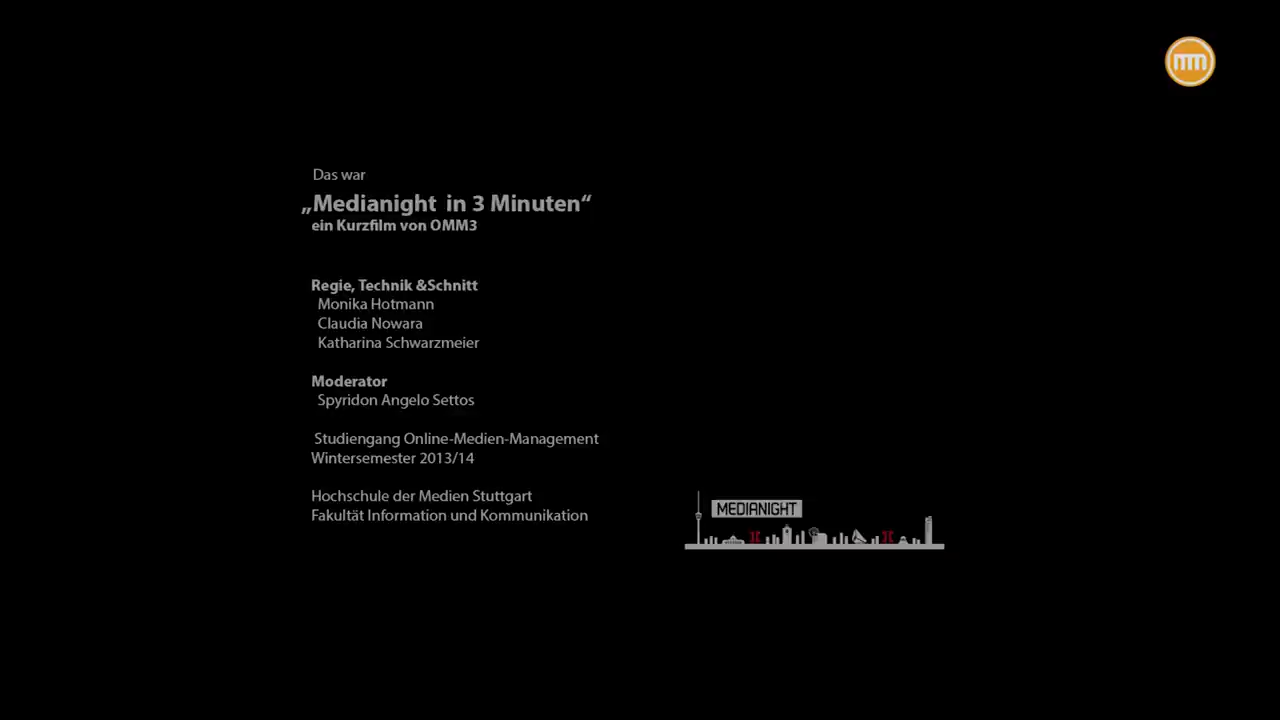 Das war
„Medianight in 3 Minuten“
ein Kurzfilm von OMM3
Regie, Technik &Schnitt
Monika Hotmann
Claudia Nowara
Katharina Schwarzmeier
Moderator
Spyridon Angelo Settos
Studiengang Online-Medien-Management
Wintersemester 2013/14
Hochschule der Medien Stuttgart
Fakultät Information und Kommunikation
MEDIANIGHT